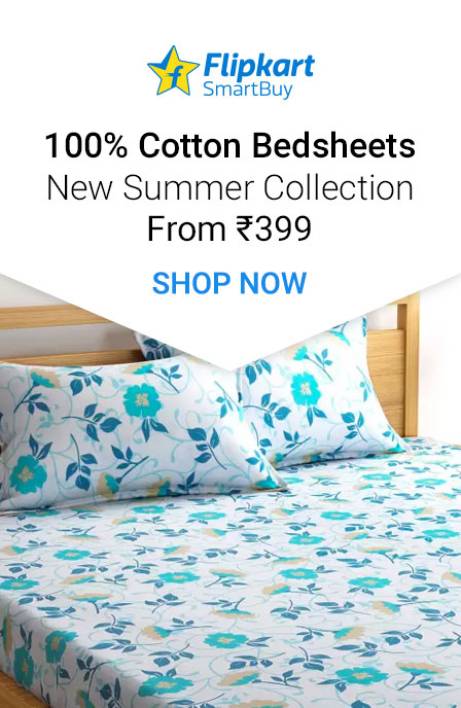 Flipkart
SmartBuy
100% Cotton Bedsheets
New Summer Collection
From ₹399
SHOP NOW